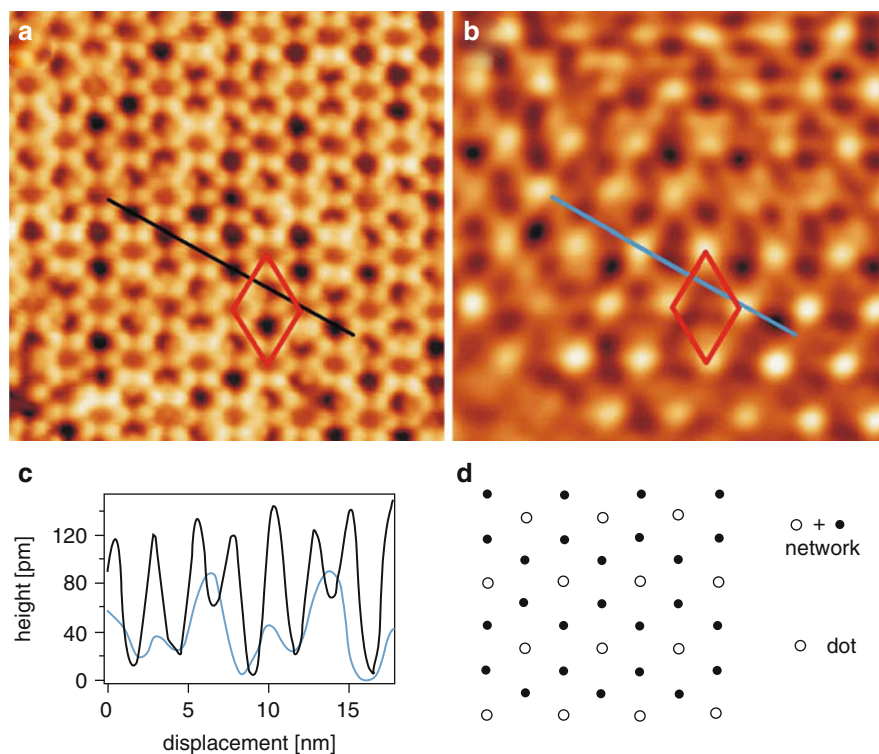 a
b
c
height [pm]
120
80
40
0
0
5
10
15
displacement [nm]
d
+
network
dot